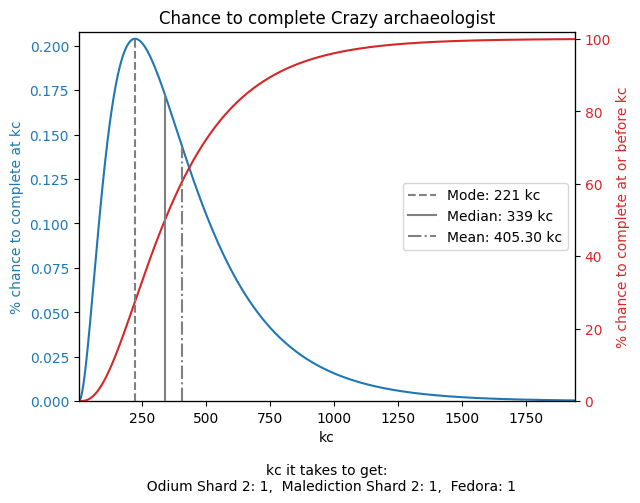 Chance to complete Crazy archaeologist
0.200
0.175
0.150
0.125
0.100
0.075
0.050
0.025
0.000
% chance to complete at kc
100
80
60
40
20
0
% chance to complete at or before kc
Mode: 221 kc
Median: 339 kc
Mean: 405.30 kc
250 500 750 1000 1250 1500 1750
kc
kc it takes to get:
Odium Shard 2: 1, Malediction Shard 2: 1, Fedora: 1